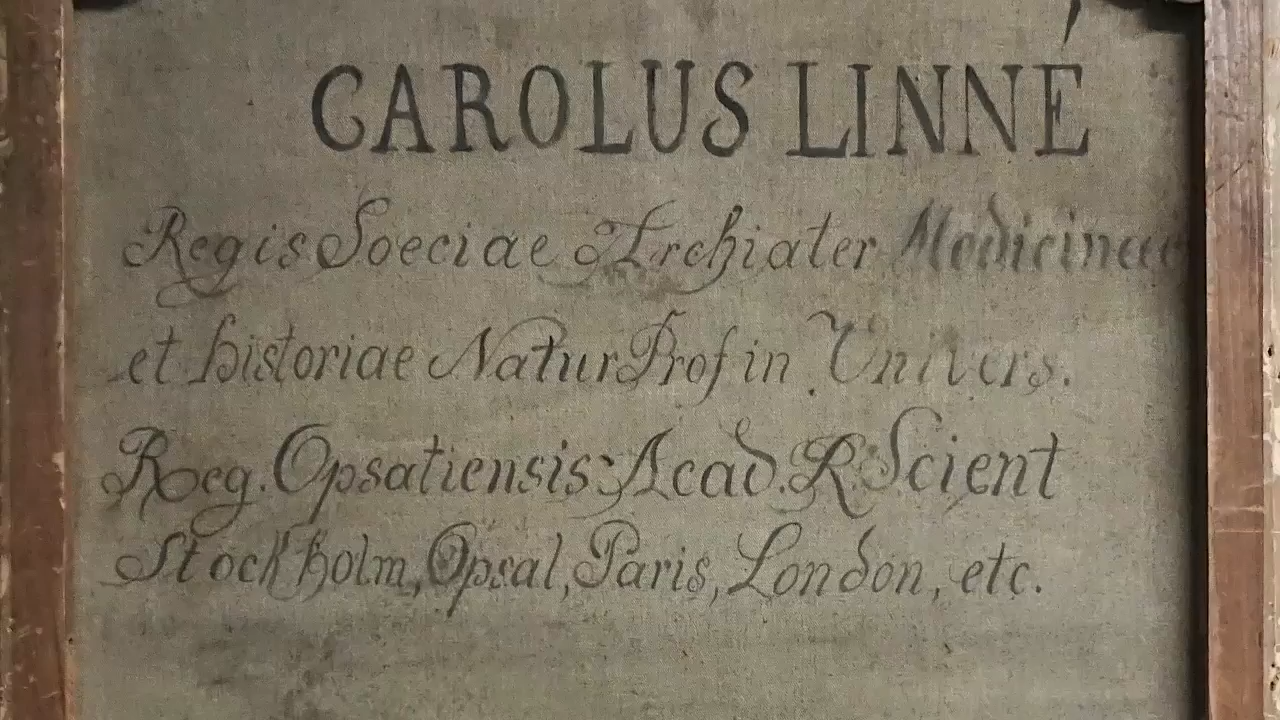 CAROLUS LINNÉ
Regis Soeciae Archiater Medicinae
et historiae Natur Prof in Univers.
Reg. Opsatiensis: Acad. R. Scient
Stockholm, Opsal, Paris, London, etc.